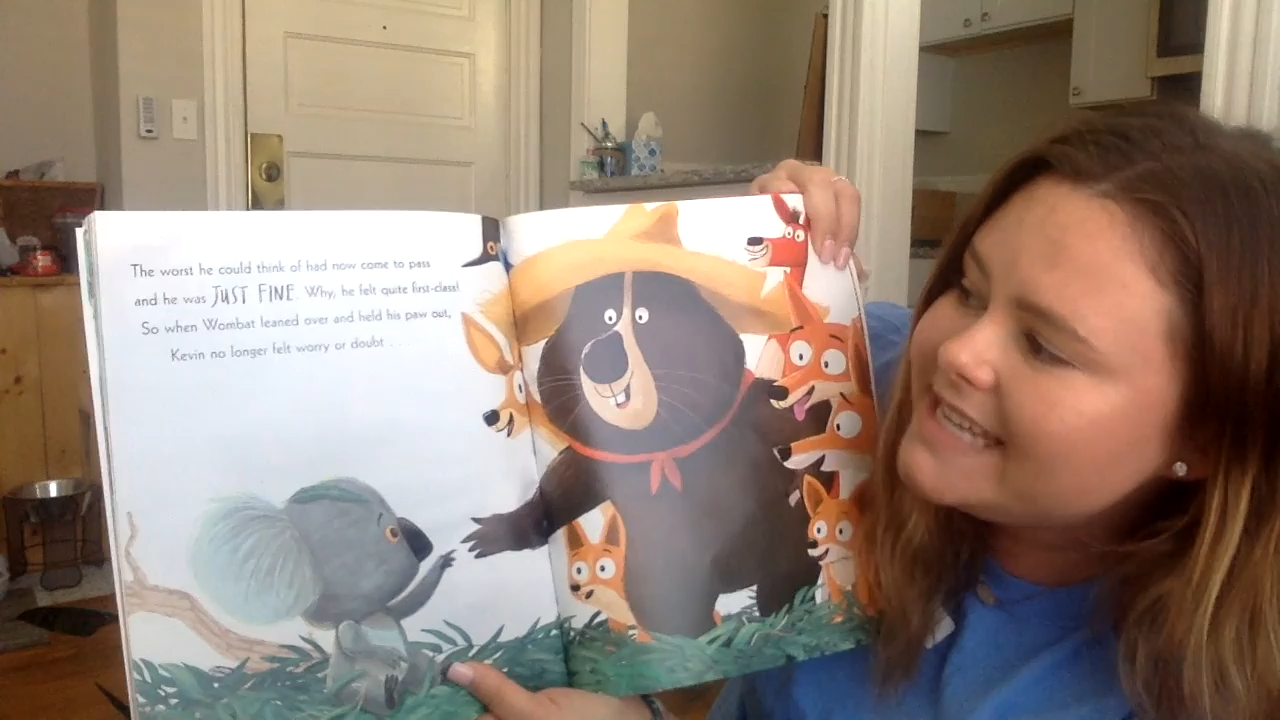 The worst he could think of had now come to pass
and he was JUST FINE. Why, he felt quite first-class!
So when Wombat leaned over and held his paw out,
Kevin no longer felt worry or doubt . . .